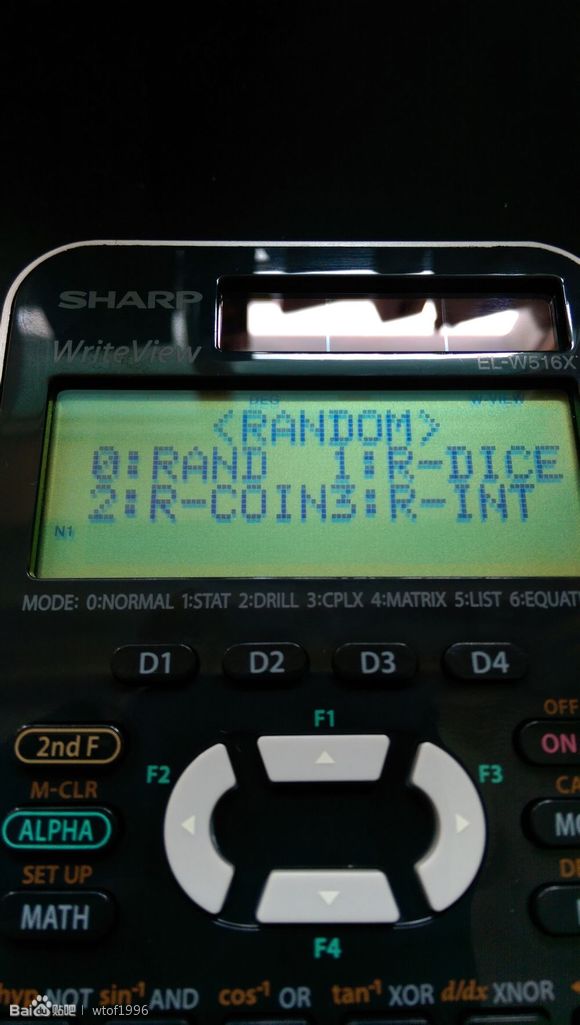 SHARP
WriteView
EL-W516X
DEG W-VIEW
<RANDOM>
0:RAND 1:R-DICE
2:R-COIN3:R-INT
N1
MODE: 0:NORMAL 1:STAT 2:DRILL 3:CPLX 4:MATRIX 5:LIST 6:EQUAT
D1 D2 D3 D4
F1
OFF
2nd F
ON
F2 F3
M-CLR
CA
ALPHA
MO
SET UP
DE
MATH
F4
hyp NOT sin⁻¹ AND cos⁻¹ OR tan⁻¹ XOR d/dx XNOR
Bai贴吧 | wtof1996